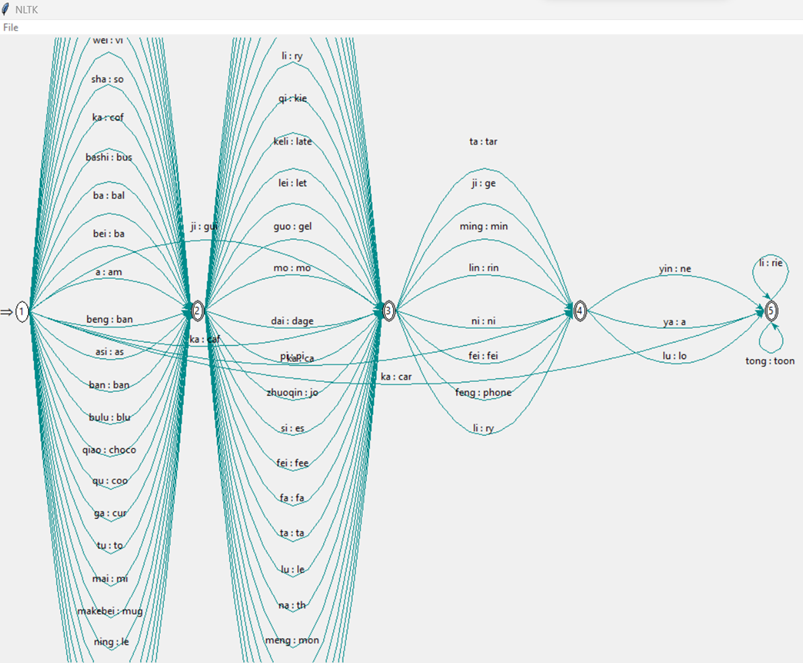 NLTK
File
wei : vi
sha : so
ka : cof
bashi : bus
ba : bal
bei : ba
a : am
beng : ban
asi : as
ban : ban
bulu : blu
qiao : choco
qu : coo
ga : cur
tu : to
mai : mi
makebei : mug
ning : le
ji : gui
ka : caf
ka : ca
ka : car
li : ry
qi : kie
keli : late
lei : let
guo : gel
mo : mo
dai : dage
zhuoqin : jo
si : es
fei : fee
fa : fa
ta : ta
lu : le
na : th
meng : mon
ta : tar
ji : ge
ming : min
lin : rin
ni : ni
fei : fei
feng : phone
li : ry
yin : ne
ya : a
lu : lo
li : rie
tong : toon
1
2
3
4
5